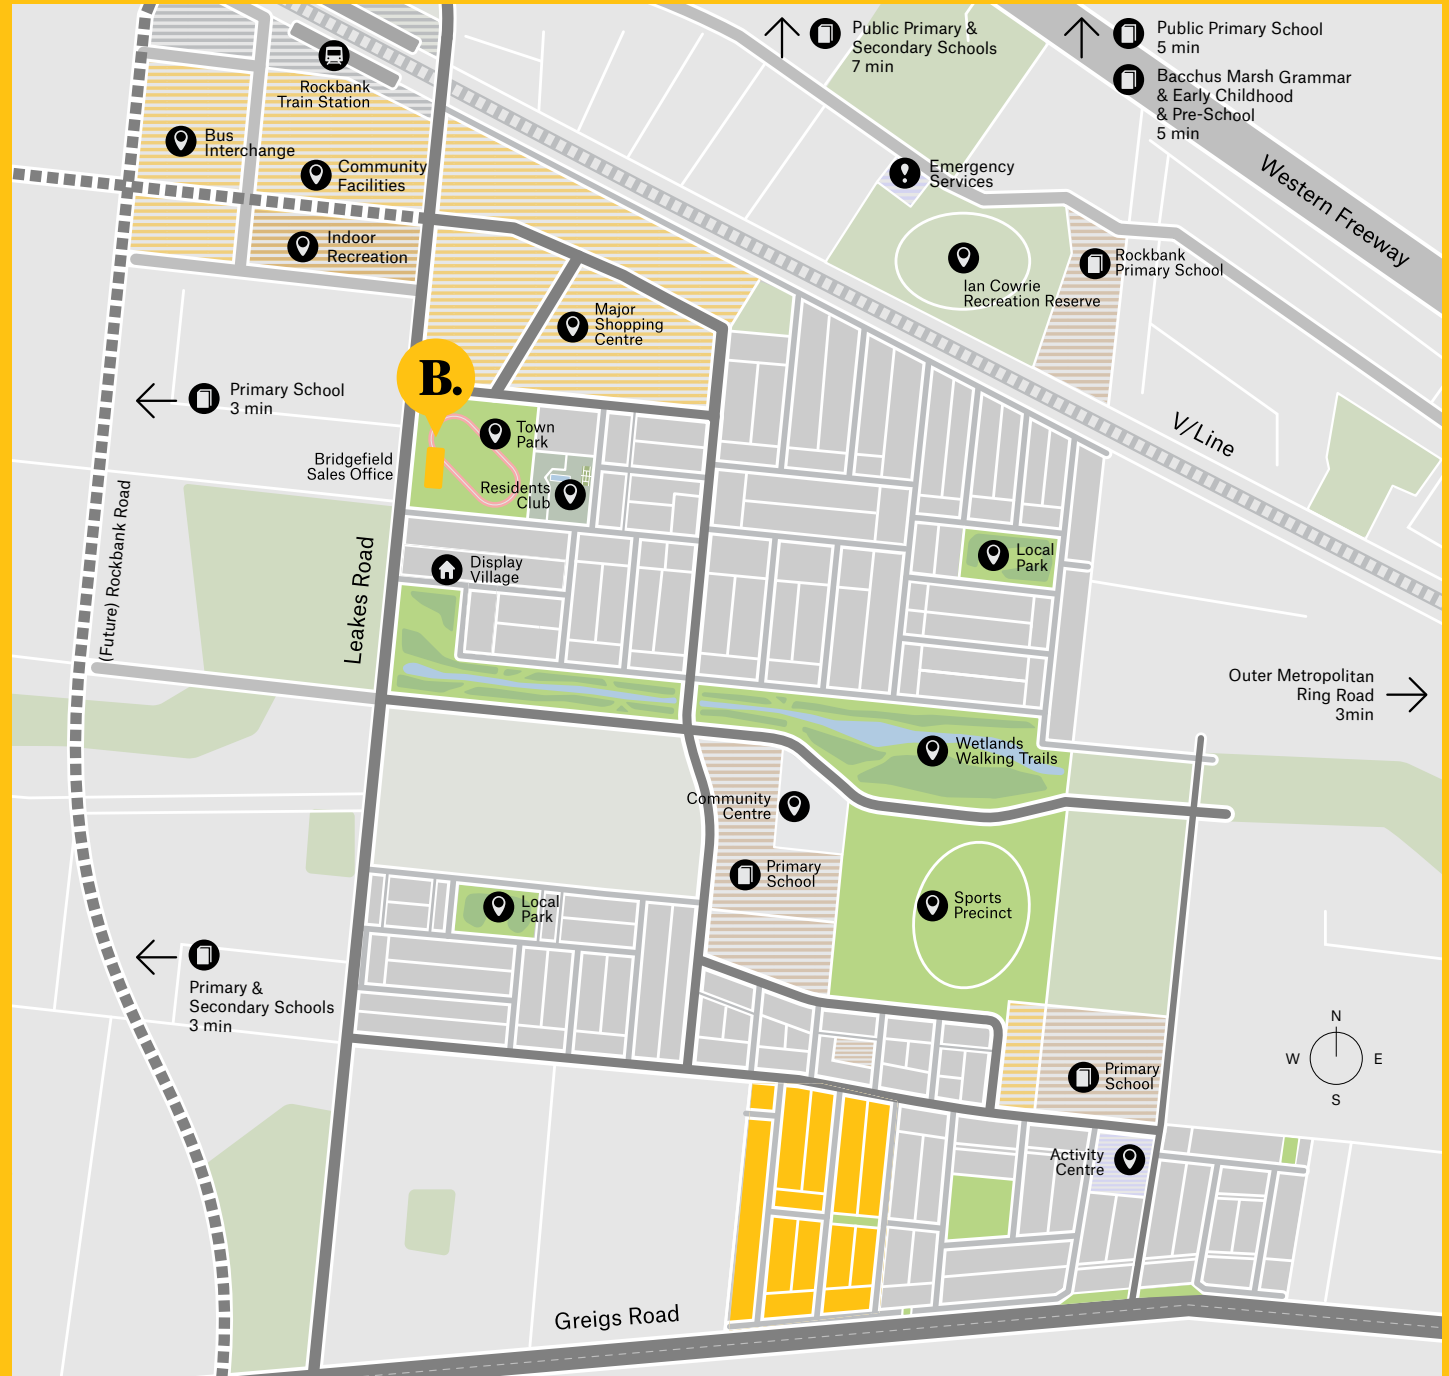 Public Primary &
Secondary Schools
7 min
Public Primary School
5 min
Bacchus Marsh Grammar
& Early Childhood
& Pre-School
5 min
Rockbank
Train Station
Bus
Interchange
Community
Facilities
Emergency
Services
Western Freeway
Indoor
Recreation
Rockbank
Primary School
Ian Cowrie
Recreation Reserve
Major
Shopping
Centre
B.
Primary School
3 min
Town
Park
V/Line
Bridgefield
Sales Office
Residents
Club
(Future) Rockbank Road
Leakes Road
Display
Village
Local
Park
Outer Metropolitan
Ring Road
3min
Wetlands
Walking Trails
Community
Centre
Primary
School
Sports
Precinct
Local
Park
Primary &
Secondary Schools
3 min
N
W
E
S
Primary
School
Activity
Centre
Greigs Road